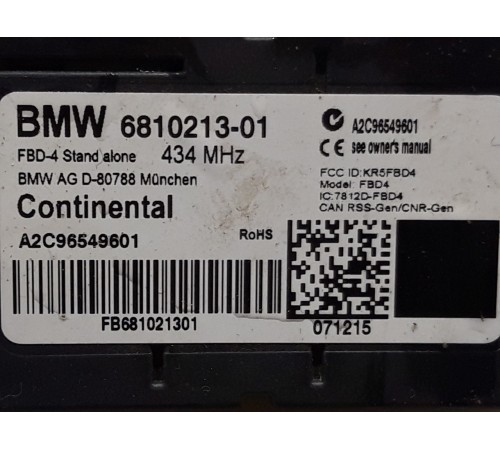 BMW 6810213-01
FBD-4 Stand alone 434 MHz
BMW AG D-80788 München
Continental
A2C96549601
RoHS
FB681021301
A2C96549601
CE see owner's manual
FCC ID:KR5FBD4
Model: FBD4
IC:7812D-FBD4
CAN RSS-Gen/CNR-Gen
071215